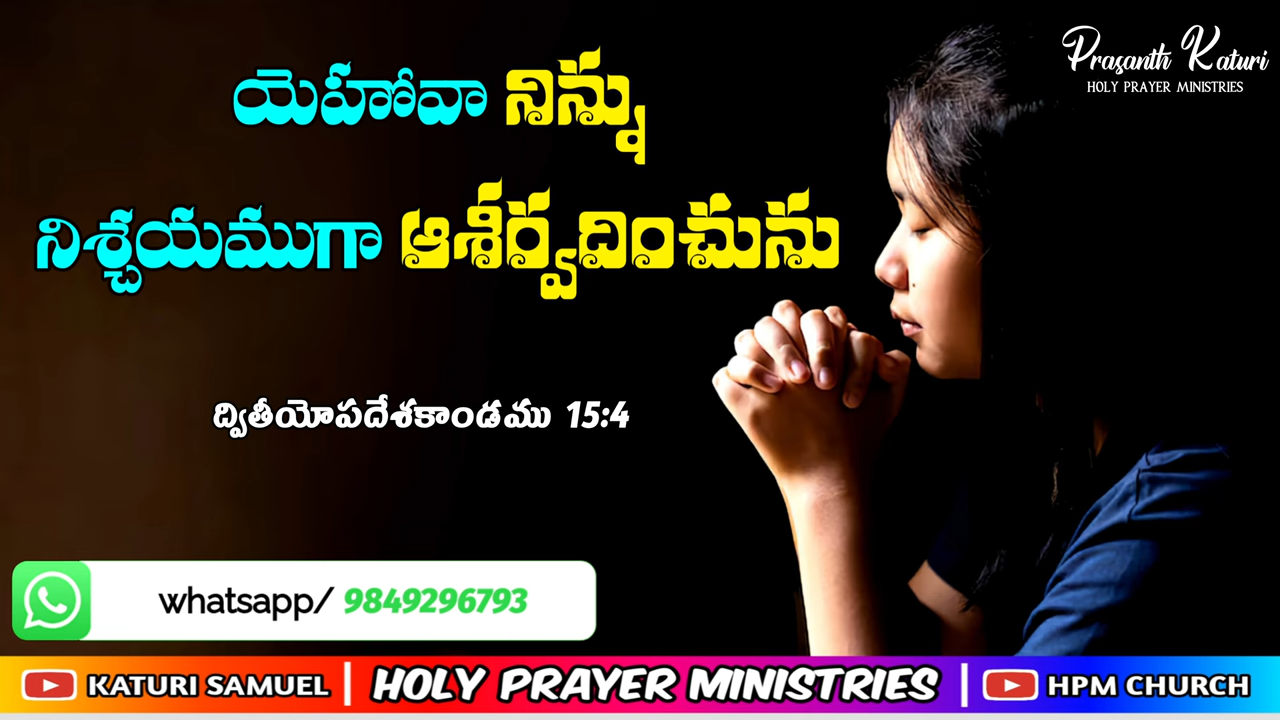 Prasanth Katuri
HOLY PRAYER MINISTRIES
యెహోవా నిన్ను
నిశ్చయముగా ఆశీర్వదించును
ద్వితీయోపదేశకాండము 15:4
whatsapp/ 9849296793
KATURI SAMUEL | HOLY PRAYER MINISTRIES | HPM CHURCH